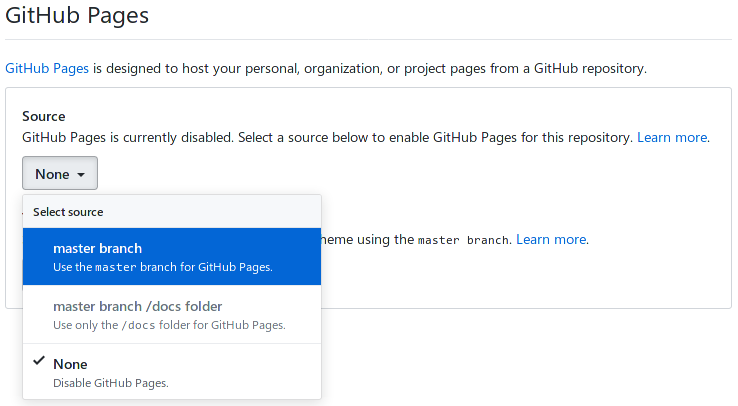 GitHub Pages
GitHub Pages is designed to host your personal, organization, or project pages from a GitHub repository.
Source
GitHub Pages is currently disabled. Select a source below to enable GitHub Pages for this repository. Learn more.
None
Select source
heme using the master branch. Learn more.
master branch
Use the master branch for GitHub Pages.
master branch /docs folder
Use only the /docs folder for GitHub Pages.
None
Disable GitHub Pages.